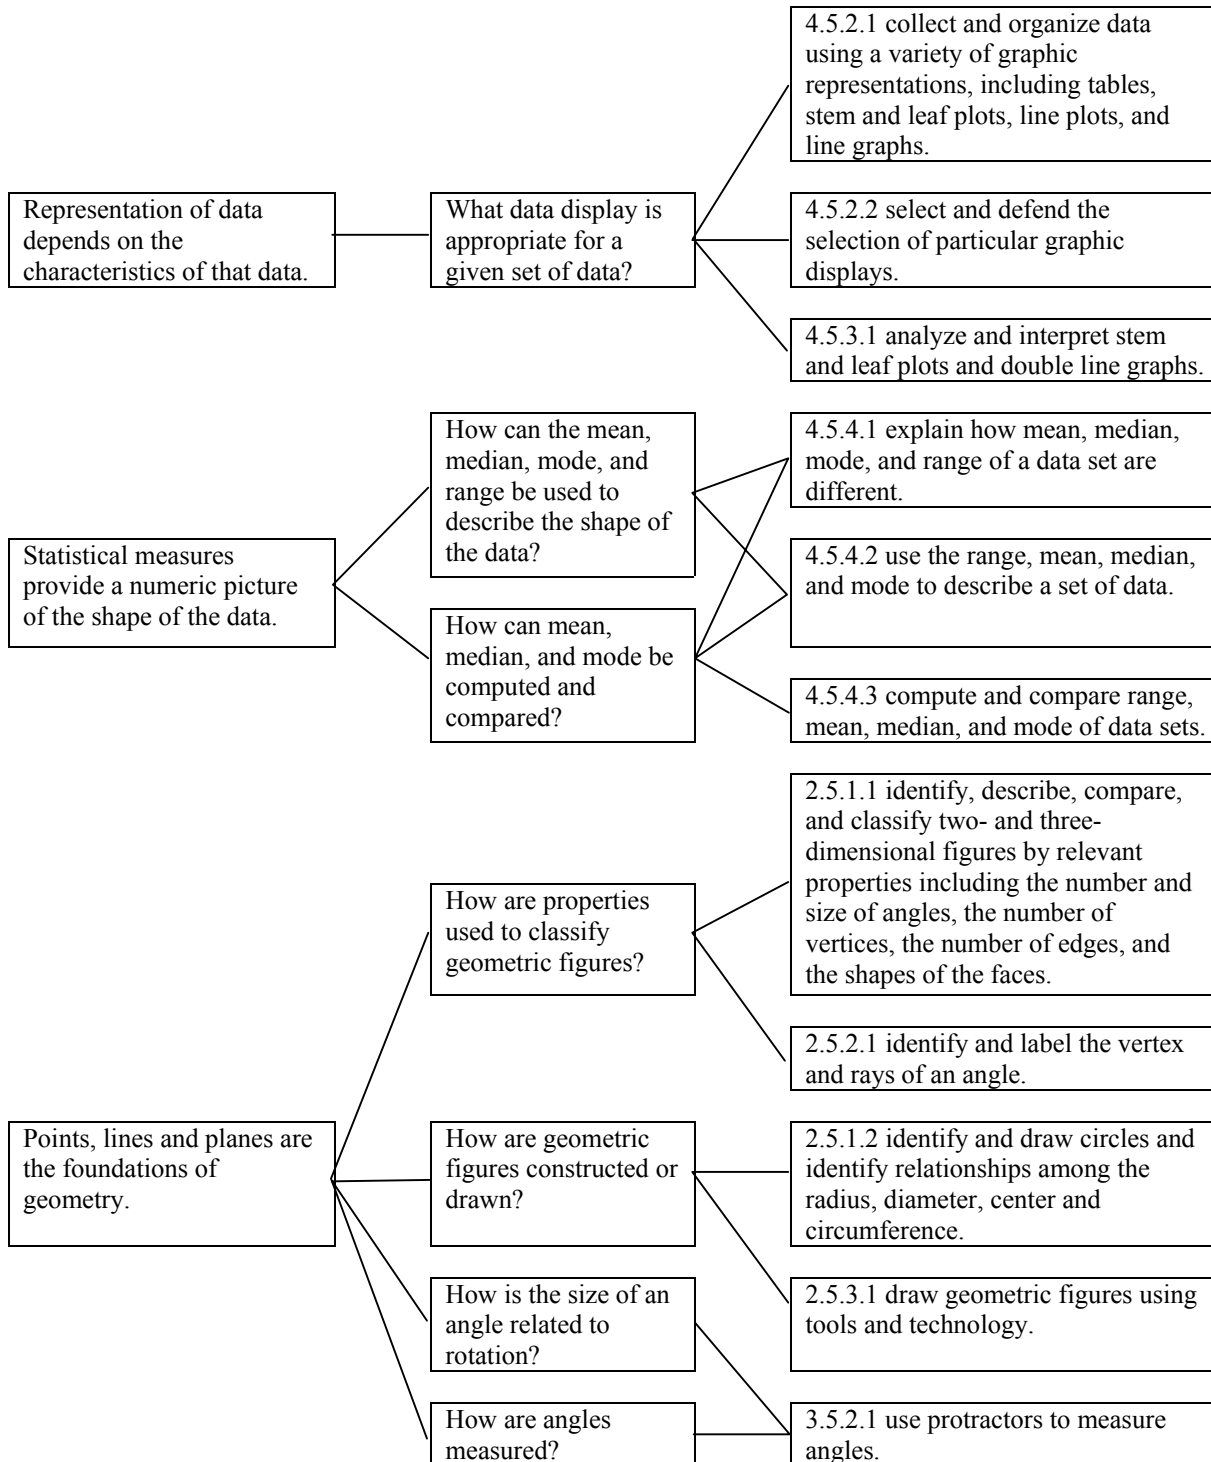 4.5.2.1 collect and organize data
using a variety of graphic
representations, including tables,
stem and leaf plots, line plots, and
line graphs.
Representation of data
depends on the
characteristics of that data.
What data display is
appropriate for a
given set of data?
4.5.2.2 select and defend the
selection of particular graphic
displays.
4.5.3.1 analyze and interpret stem
and leaf plots and double line graphs.
How can the mean,
median, mode, and
range be used to
describe the shape of
the data?
4.5.4.1 explain how mean, median,
mode, and range of a data set are
different.
Statistical measures
provide a numeric picture
of the shape of the data.
4.5.4.2 use the range, mean, median,
and mode to describe a set of data.
How can mean,
median, and mode be
computed and
compared?
4.5.4.3 compute and compare range,
mean, median, and mode of data sets.
2.5.1.1 identify, describe, compare,
and classify two- and three-
dimensional figures by relevant
properties including the number and
size of angles, the number of
vertices, the number of edges, and
the shapes of the faces.
How are properties
used to classify
geometric figures?
2.5.2.1 identify and label the vertex
and rays of an angle.
Points, lines and planes are
the foundations of
geometry.
How are geometric
figures constructed or
drawn?
2.5.1.2 identify and draw circles and
identify relationships among the
radius, diameter, center and
circumference.
How is the size of an
angle related to
rotation?
2.5.3.1 draw geometric figures using
tools and technology.
How are angles
measured?
3.5.2.1 use protractors to measure
angles.